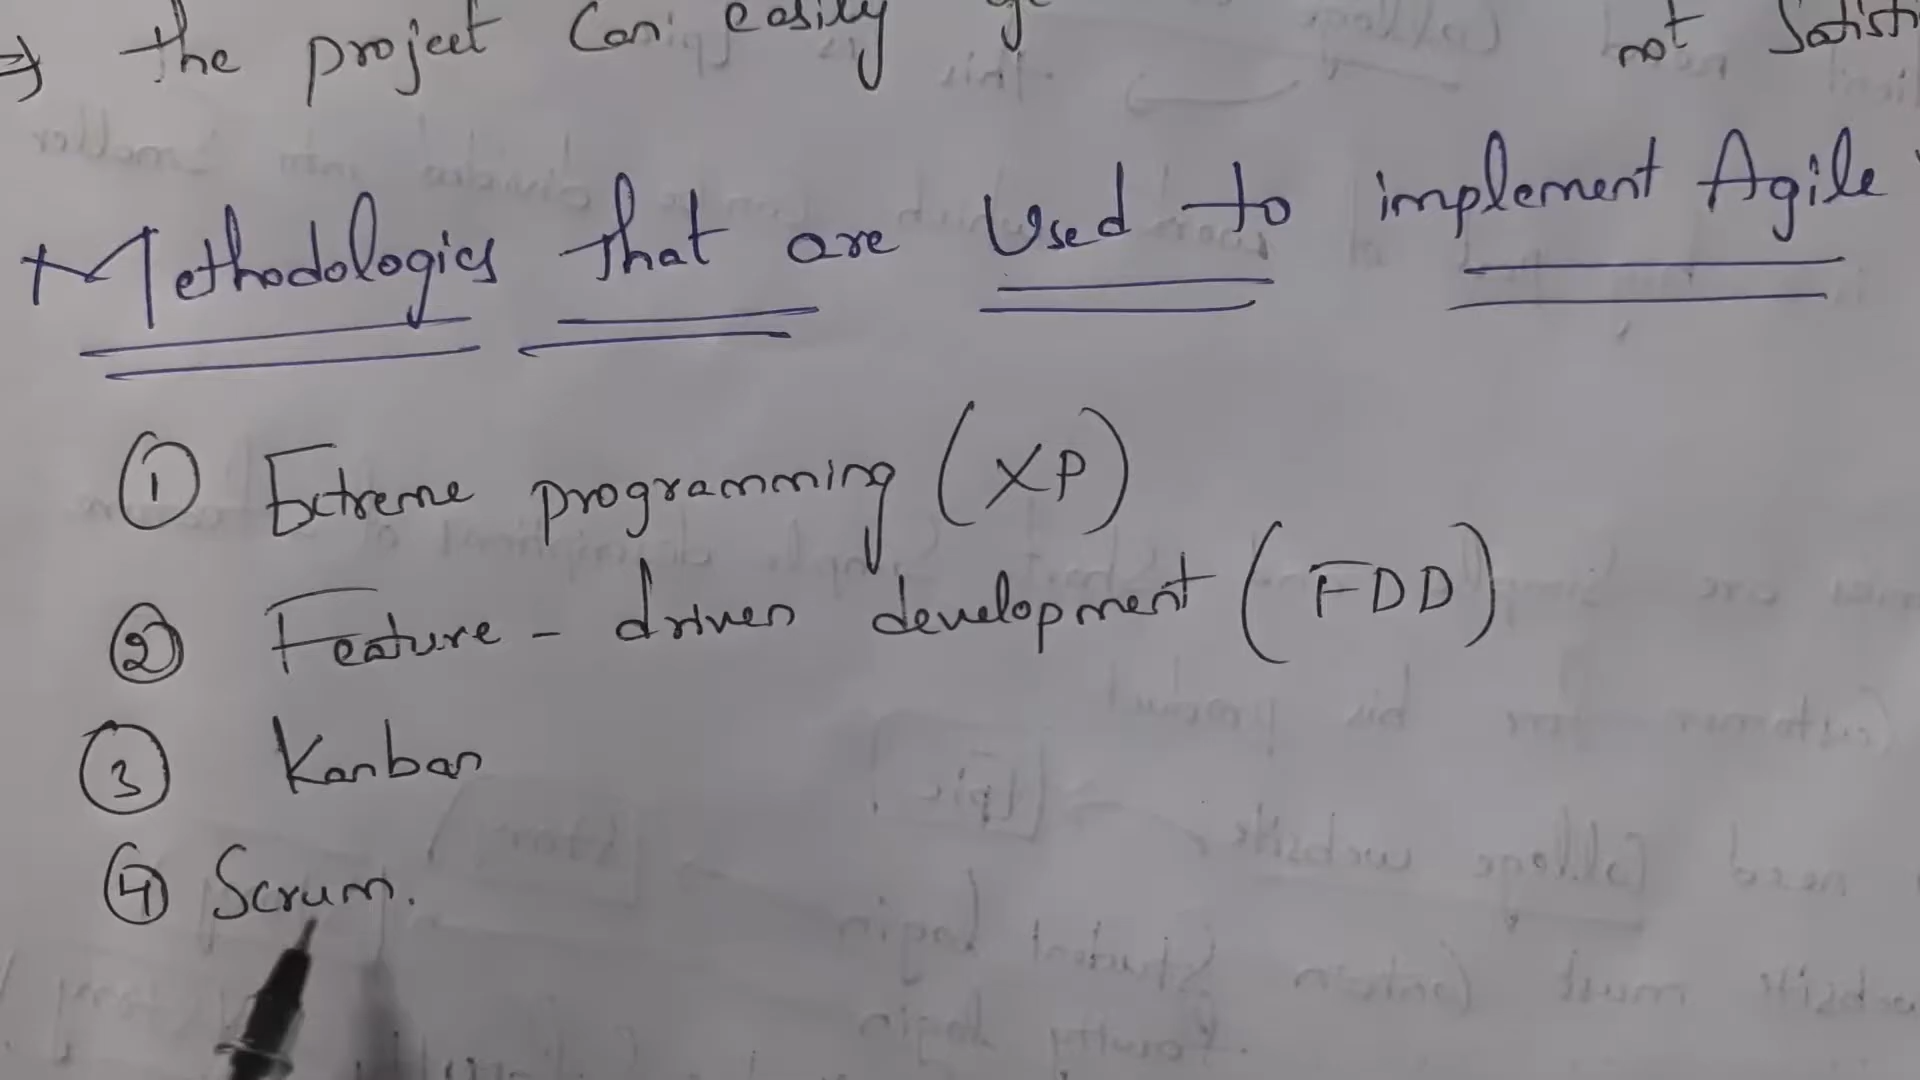 ⇒ the project Can easily not Satisfi
Methodologies that are Used to implement Agile
① Extreme programming (XP)
② Feature - driven development (FDD)
③ Kanban
④ Scrum.